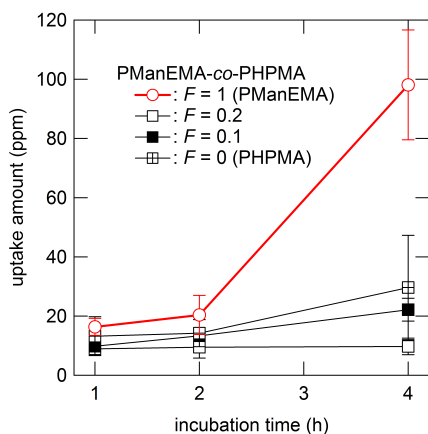 120
100
80
60
40
20
0
uptake amount (ppm)
PManEMA-co-PHPMA
: F = 1 (PManEMA)
: F = 0.2
: F = 0.1
: F = 0 (PHPMA)
1 2 3 4
incubation time (h)